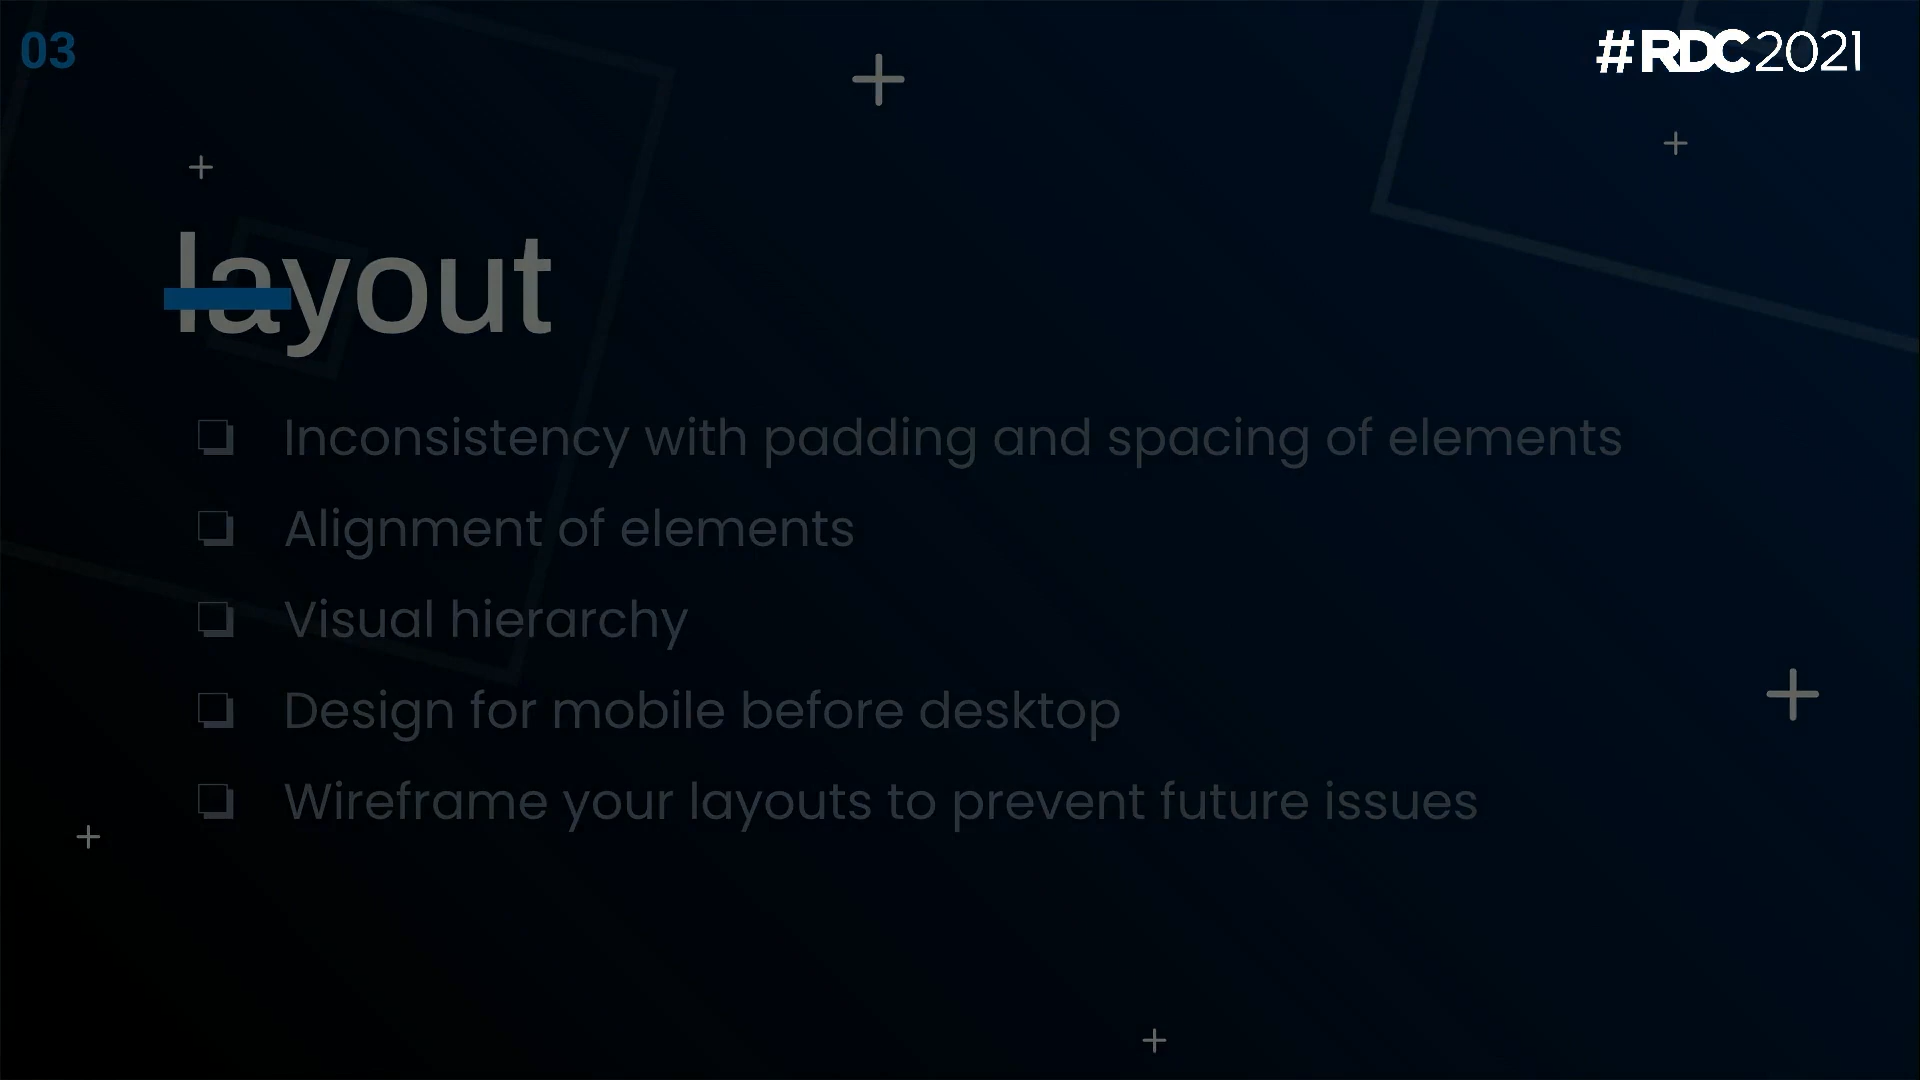 03
#RDC2021
layout
❑ Inconsistency with padding and spacing of elements
❑ Alignment of elements
❑ Visual hierarchy
❑ Design for mobile before desktop
❑ Wireframe your layouts to prevent future issues